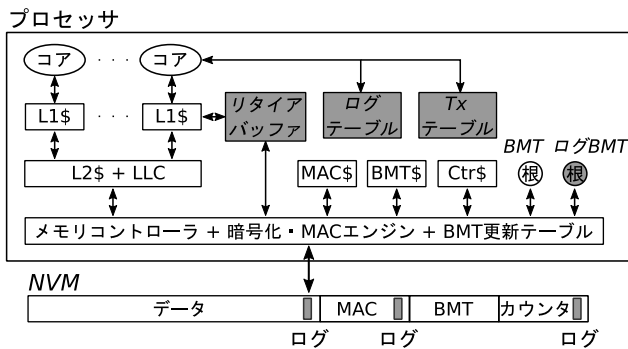 プロセッサ
コア ・・・ コア
L1$ ・・・ L1$
リタイア
バッファ
ログ
テーブル
Tx
テーブル
L2$ + LLC
MAC$
BMT$
Ctr$
BMT
根
ログBMT
根
メモリコントローラ + 暗号化・MACエンジン + BMT更新テーブル
NVM
データ
MAC
BMT
カウンタ
ログ
ログ
ログ